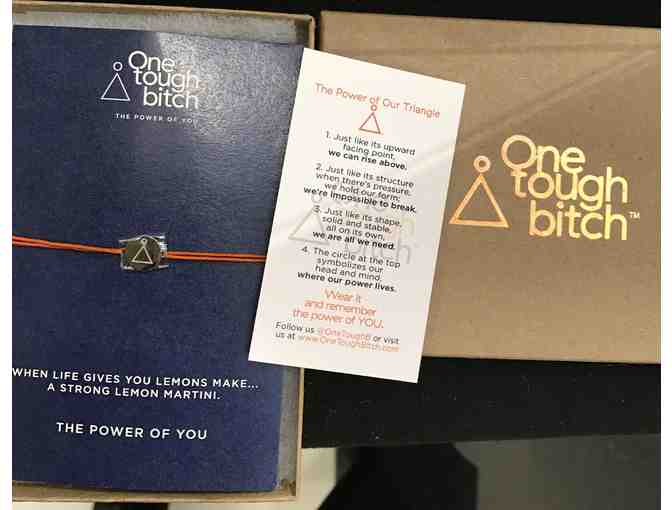 One
tough
bitch
THE POWER OF YOU
WHEN LIFE GIVES YOU LEMONS MAKE...
A STRONG LEMON MARTINI.
THE POWER OF YOU
The Power of Our Triangle
1. Just like its upward
facing point,
we can rise above.
2. Just like its structure
when there's pressure,
we hold our form;
we're impossible to break.
3. Just like its shape,
solid and stable,
all on its own,
we are all we need.
4. The circle at the top
symbolizes our
head and mind,
where our power lives.
Wear it
and remember
the power of YOU.
Follow us @OneToughB or visit
us at www.OneToughBitch.com
One
tough
bitch
One
tough
bitch™